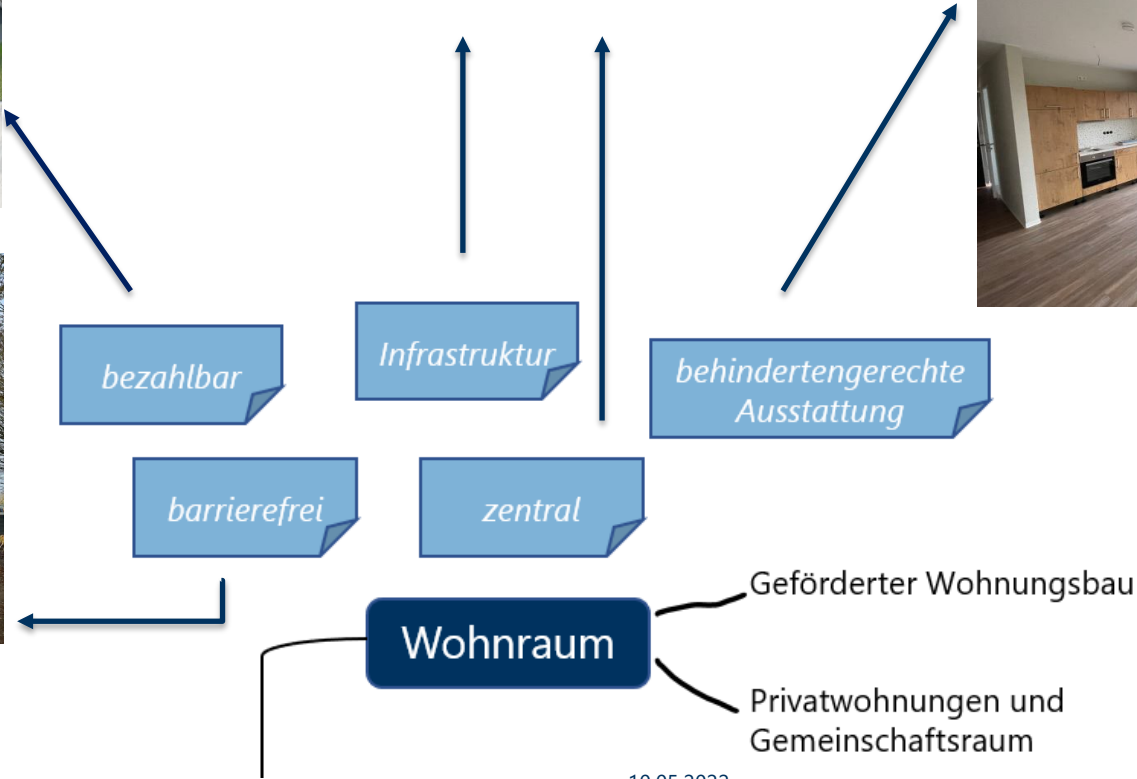 bezahlbar
Infrastruktur
behindertengerechte
Ausstattung
barrierefrei
zentral
Wohnraum
Geförderter Wohnungsbau
Privatwohnungen und
Gemeinschaftsraum